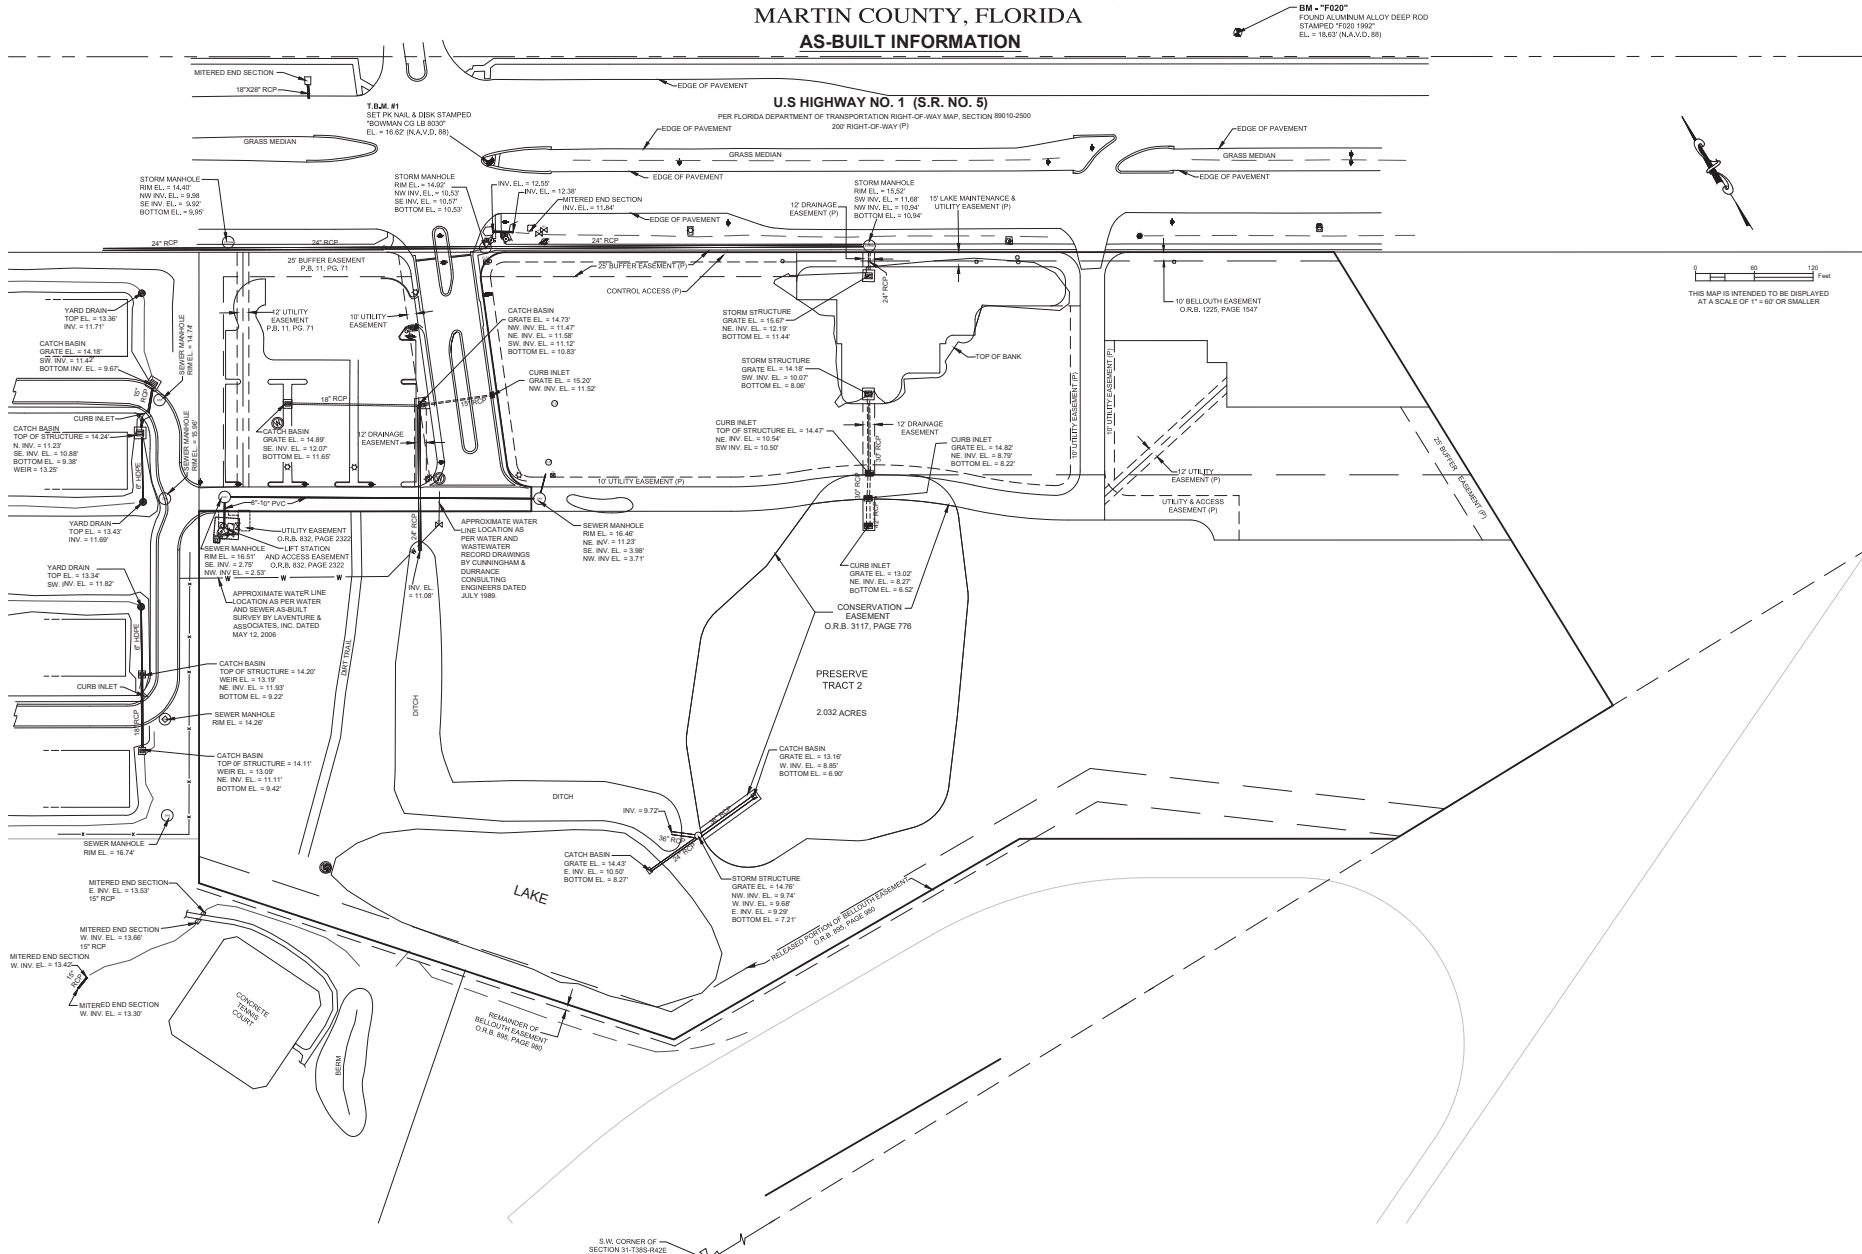 MARTIN COUNTY, FLORIDA
AS-BUILT INFORMATION
BM - "F020"
FOUND ALUMINUM ALLOY DEEP ROD
STAMPED "F020 1992"
EL. = 18.63' (N.A.V.D. 88)
MITERED END SECTION
18"X28" RCP
EDGE OF PAVEMENT
T.B.M. #1
SET PK NAIL & DISK STAMPED
"BOWMAN CG LB 8030"
EL. = 16.62' (N.A.V.D. 88)
U.S HIGHWAY NO. 1 (S.R. NO. 5)
PER FLORIDA DEPARTMENT OF TRANSPORTATION RIGHT-OF-WAY MAP, SECTION 89010-2500
200' RIGHT-OF-WAY (P)
GRASS MEDIAN
EDGE OF PAVEMENT
GRASS MEDIAN
EDGE OF PAVEMENT
EDGE OF PAVEMENT
GRASS MEDIAN
EDGE OF PAVEMENT
STORM MANHOLE
RIM EL. = 14.40'
NW INV. EL. = 9.98
SE INV. EL. = 9.92'
BOTTOM EL. = 9.95'
STORM MANHOLE
RIM EL. = 14.92'
NW INV. EL. = 10.53'
SE INV. EL. = 10.57'
BOTTOM EL. = 10.53'
INV. EL. = 12.55'
INV. EL. = 12.38'
MITERED END SECTION
INV. EL. = 11.84'
EDGE OF PAVEMENT
STORM MANHOLE
RIM EL. = 15.52'
SW INV. EL. = 11.68'
NW INV. EL. = 10.94'
BOTTOM EL. = 10.94'
12' DRAINAGE
EASEMENT (P)
15' LAKE MAINTENANCE &
UTILITY EASEMENT (P)
24" RCP
24" RCP
24" RCP
25' BUFFER EASEMENT
P.B. 11, PG. 71
25' BUFFER EASEMENT (P)
CONTROL ACCESS (P)
24" RCP
0 60 120
Feet
THIS MAP IS INTENDED TO BE DISPLAYED
AT A SCALE OF 1" = 60' OR SMALLER
10' BELLOUTH EASEMENT
O.R.B. 1225, PAGE 1547
YARD DRAIN
TOP EL. = 13.36'
INV. = 11.71'
12' UTILITY
EASEMENT
P.B. 11, PG. 71
10' UTILITY
EASEMENT
CATCH BASIN
GRATE EL. = 14.73'
NW. INV. EL. = 11.47'
NE. INV. EL. = 11.58'
SW. INV. EL. = 11.12'
BOTTOM EL. = 10.83'
STORM STRUCTURE
GRATE EL. = 15.67'
NE. INV. EL. = 12.19'
BOTTOM EL. = 11.44'
SEWER MANHOLE
RIM EL. = 14.74'
CATCH BASIN
GRATE EL. = 14.18'
SW. INV. = 11.42'
BOTTOM INV. EL. = 9.67'
STORM STRUCTURE
GRATE EL. = 14.18'
SW. INV. EL. = 10.07'
BOTTOM EL. = 8.06'
TOP OF BANK
CURB INLET
GRATE EL. = 15.20'
NW. INV. EL. = 11.52'
10' UTILITY EASEMENT (P)
10' UTILITY EASEMENT (P)
15"
RCP
18" RCP
15" RCP
CURB INLET
CATCH BASIN
TOP OF STRUCTURE = 14.24'
N. INV. = 11.23'
SE. INV. EL. = 10.88'
BOTTOM EL. = 9.38'
WEIR = 13.25'
SEWER MANHOLE
RIM EL. = 15.96'
CATCH BASIN
GRATE EL. = 14.89'
SE. INV. EL. = 12.07'
BOTTOM EL. = 11.65'
12' DRAINAGE
EASEMENT
CURB INLET
TOP OF STRUCTURE EL. = 14.47'
NE. INV. EL. = 10.54'
SW INV. EL. = 10.50'
12' DRAINAGE
EASEMENT
30" RCP
CURB INLET
GRATE EL. = 14.82'
NE. INV. EL. = 8.79'
BOTTOM EL. = 8.22'
25' BUFFER EASEMENT (P)
12' UTILITY
EASEMENT (P)
UTILITY & ACCESS
EASEMENT (P)
6" HDPE
10' UTILITY EASEMENT (P)
30" RCP
42" RCP
8"-10" PVC
YARD DRAIN
TOP EL. = 13.43'
INV. = 11.69'
UTILITY EASEMENT
O.R.B. 832, PAGE 2322
LIFT STATION
AND ACCESS EASEMENT
O.R.B. 832, PAGE 2322
24" RCP
APPROXIMATE WATER
LINE LOCATION AS
PER WATER AND
WASTEWATER
RECORD DRAWINGS
BY CUNNINGHAM &
DURRANCE
CONSULTING
ENGINEERS DATED
JULY 1989.
SEWER MANHOLE
RIM EL. = 16.46'
NE. INV. = 11.23'
SE. INV. EL. = 3.98'
NW. INV EL. = 3.71'
SEWER MANHOLE
RIM EL. = 16.51'
SE. INV. = 2.75'
NW. INV EL. = 2.53'
W W W
YARD DRAIN
TOP EL. = 13.34'
SW. INV. EL. = 11.82'
APPROXIMATE WATER LINE
LOCATION AS PER WATER
AND SEWER AS-BUILT
SURVEY BY LAVENTURE &
ASSOCIATES, INC. DATED
MAY 12, 2006
INV. EL.
= 11.08'
CURB INLET
GRATE EL. = 13.02'
NE. INV. EL. = 8.27'
BOTTOM EL. = 6.52'
CONSERVATION
EASEMENT
O.R.B. 3117, PAGE 776
6" HDPE
DIRT TRAIL
CATCH BASIN
TOP OF STRUCTURE = 14.20'
WEIR EL. = 13.19'
NE. INV. EL. = 11.93'
BOTTOM EL. = 9.22'
CURB INLET
DITCH
PRESERVE
TRACT 2
2.032 ACRES
18" RCP
SEWER MANHOLE
RIM EL. = 14.26'
CATCH BASIN
TOP OF STRUCTURE = 14.11'
WEIR EL. = 13.09'
NE. INV. EL. = 11.11'
BOTTOM EL. = 9.42'
CATCH BASIN
GRATE EL. = 13.16'
W. INV. EL. = 8.85'
BOTTOM EL. = 6.90'
DITCH
INV. = 9.72'
36" RCP
24" RCP
SEWER MANHOLE
RIM EL. = 16.74'
CATCH BASIN
GRATE EL. = 14.43'
E. INV. EL. = 10.50'
BOTTOM EL. = 8.27'
STORM STRUCTURE
GRATE EL. = 14.76'
NW. INV. EL. = 9.74'
W. INV. EL. = 9.68'
E. INV. EL. = 9.29'
BOTTOM EL. = 7.21'
LAKE
MITERED END SECTION
E. INV. EL. = 13.53'
15" RCP
RELEASED PORTION OF BELLOUTH EASEMENT
O.R.B. 895, PAGE 980
MITERED END SECTION
W. INV. EL. = 13.66'
15" RCP
MITERED END SECTION
W. INV. EL. = 13.42'
15"
RCP
MITERED END SECTION
W. INV. EL. = 13.30'
CONCRETE
TENNIS
COURT
BERM
REMAINDER OF
BELLOUTH EASEMENT
O.R.B. 895, PAGE 980
S.W. CORNER OF
SECTION 31-T38S-R42E